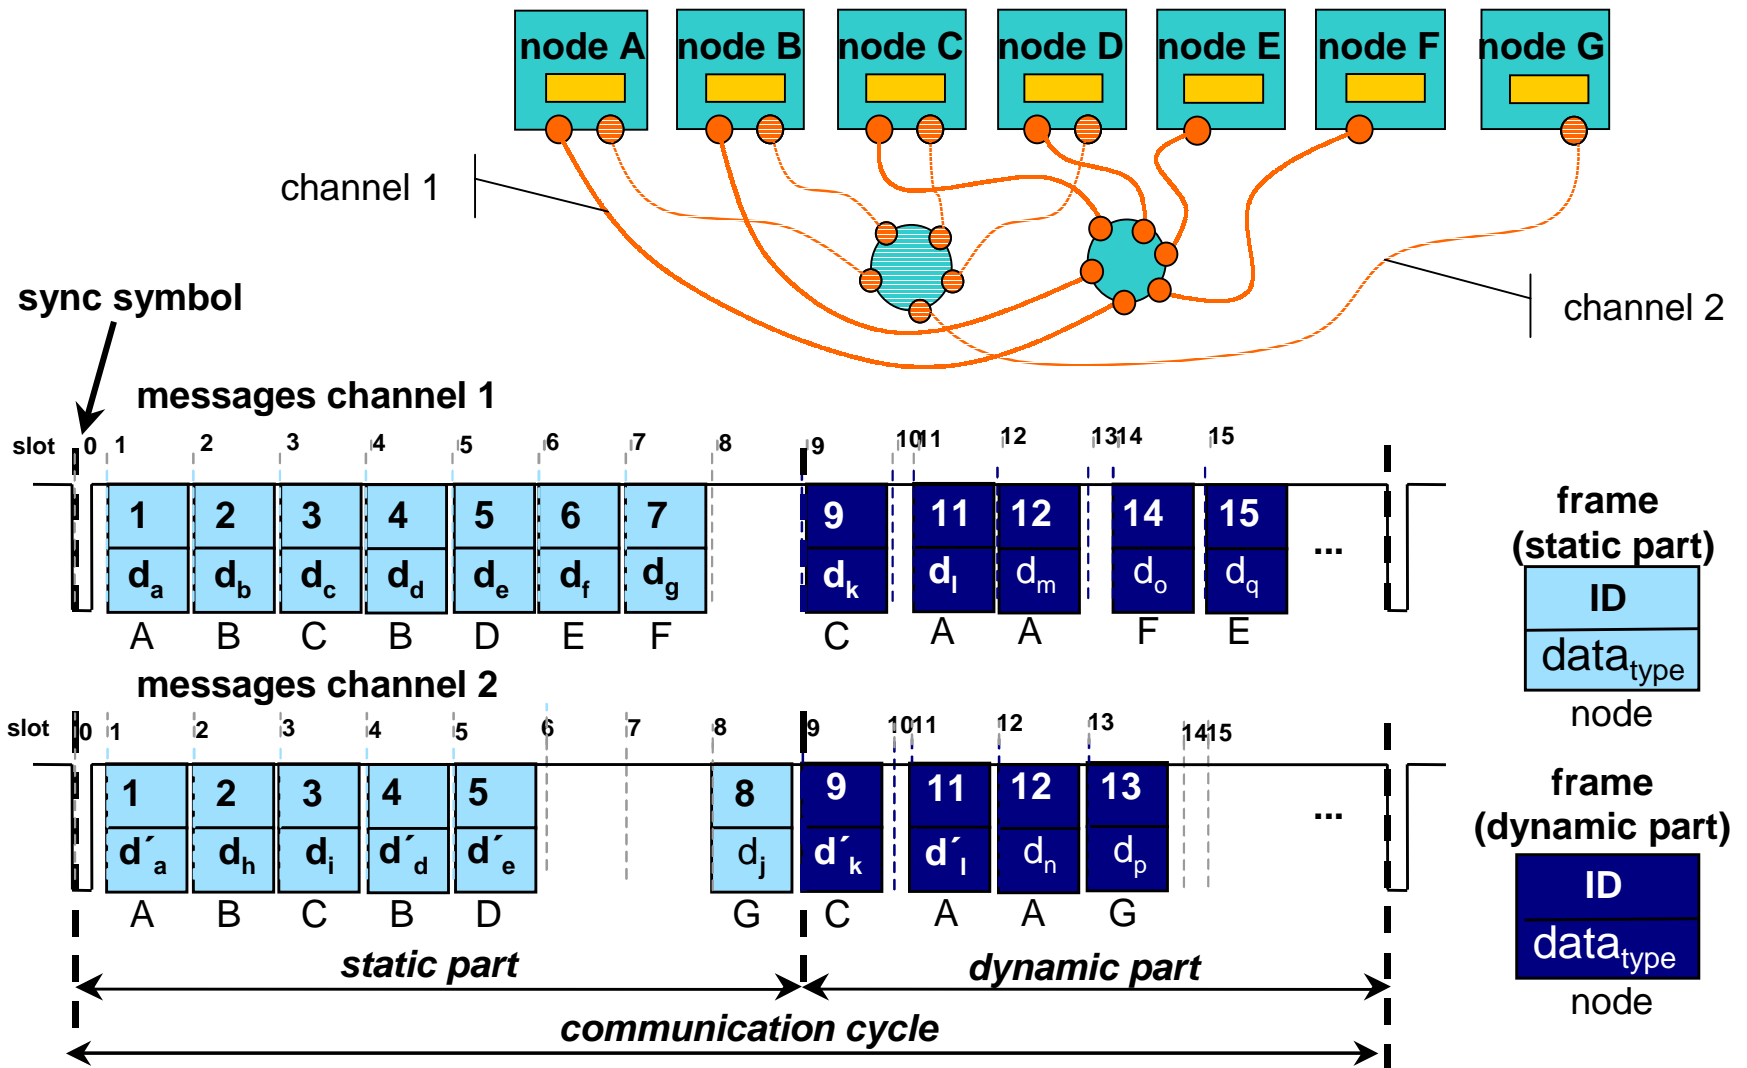 node A node B node C node D node E node F node G
channel 1
channel 2
sync symbol
messages channel 1
slot 0 1 2 3 4 5 6 7 8 9 10 11 12 13 14 15
1 2 3 4 5 6 7 9 11 12 14 15
da db dc dd de df dg dk dl dm do dq ...
A B C B D E F C A A F E
frame
(static part)
ID
datatype
node
messages channel 2
slot 0 1 2 3 4 5 6 7 8 9 10 11 12 13 14 15
1 2 3 4 5 8 9 11 12 13
d´a dh di d´d d´e dj d´k d´l dn dp ...
A B C B D G C A A G
frame
(dynamic part)
ID
datatype
node
static part dynamic part
communication cycle